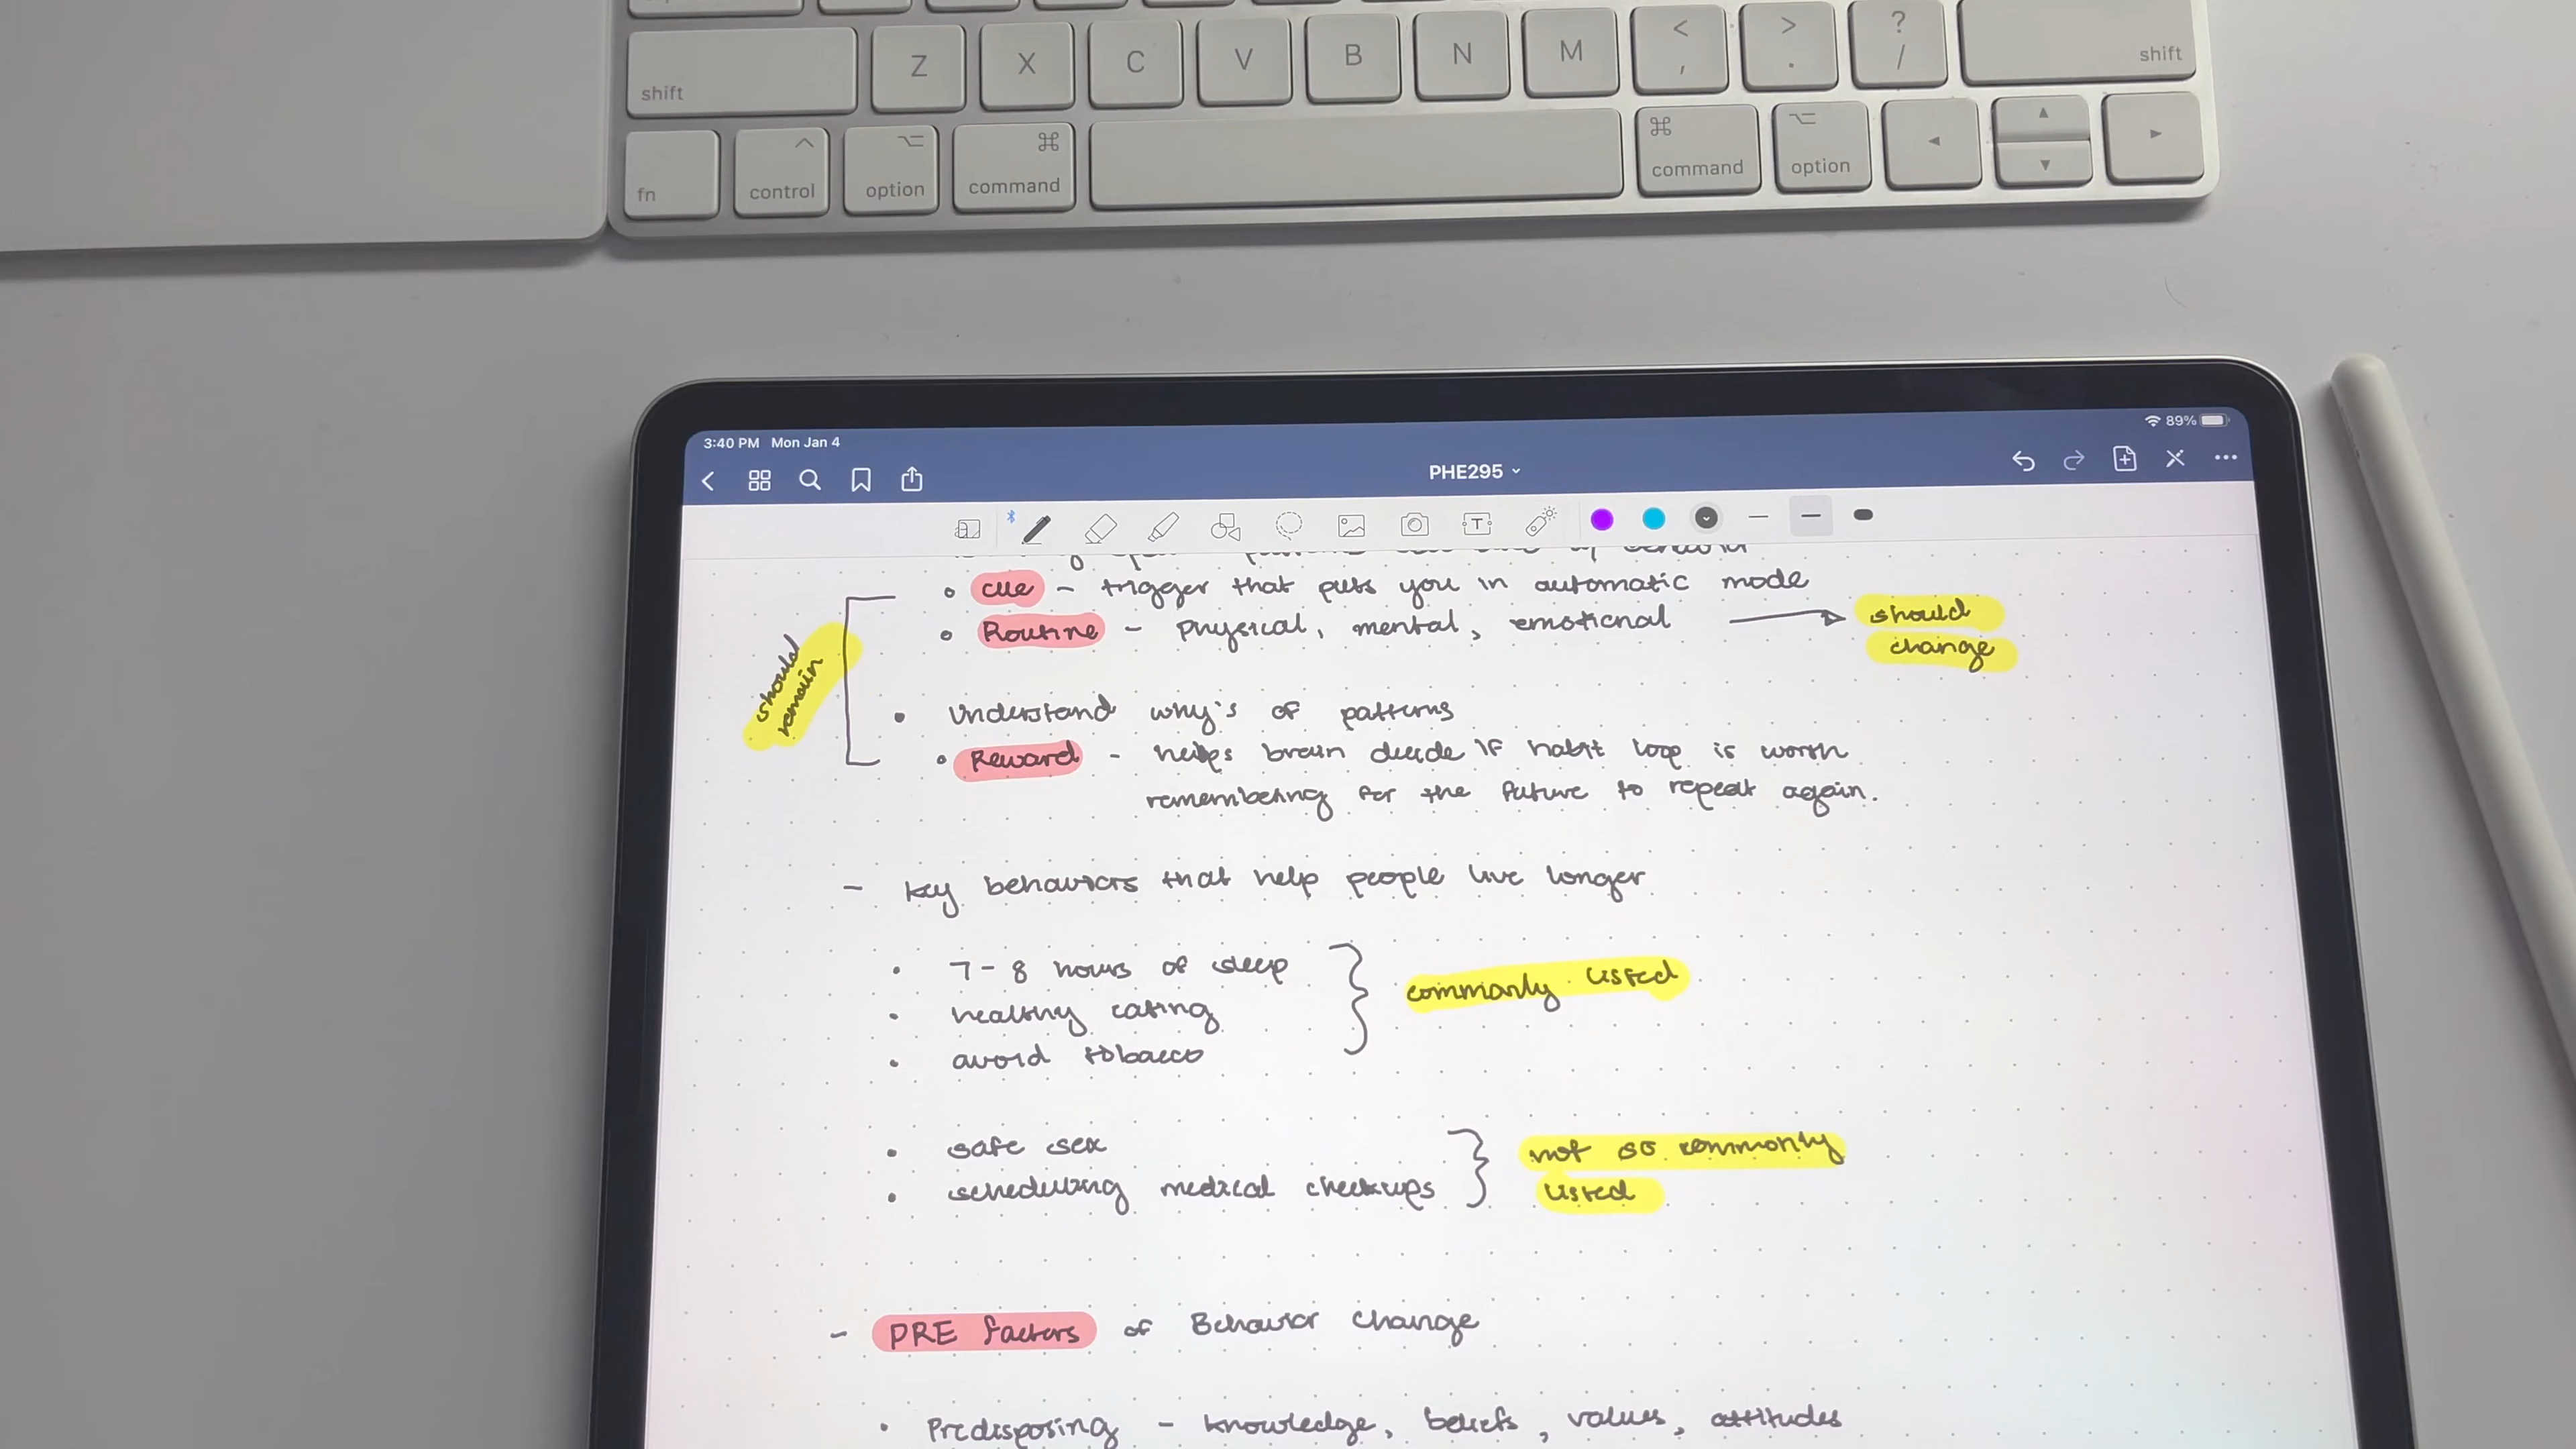 Z X C V B N M < > ?
shift , . / shift
fn control option command command option
3:40 PM Mon Jan 4 89%
PHE295
T
of behavior
• cue - trigger that puts you in automatic mode
• Routine - physical, mental, emotional → should
change
should
remain
• Understand why's of patterns
• Reward - helps brain decide if habit loop is worth
remembering for the future to repeat again.
- key behaviors that help people live longer
• 7-8 hours of sleep
• healthy eating
• avoid tobacco
commonly listed
• safe sex
• scheduling medical checkups
not so commonly
listed
- PRE factors of Behavior change
• Predisposing - knowledge, beliefs, values, attitudes